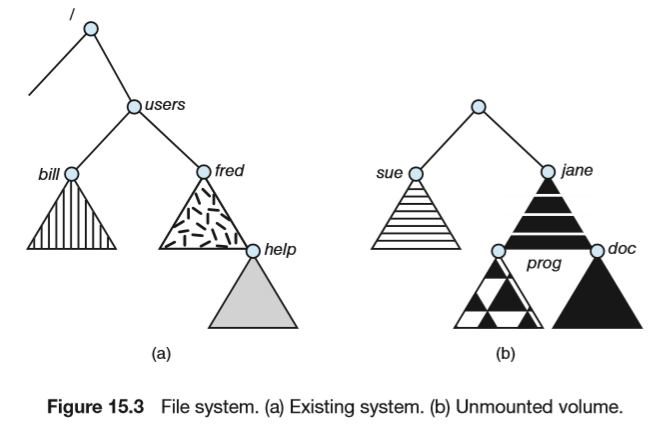 /
users
bill
fred
help
(a)
sue
jane
prog
doc
(b)
Figure 15.3 File system. (a) Existing system. (b) Unmounted volume.